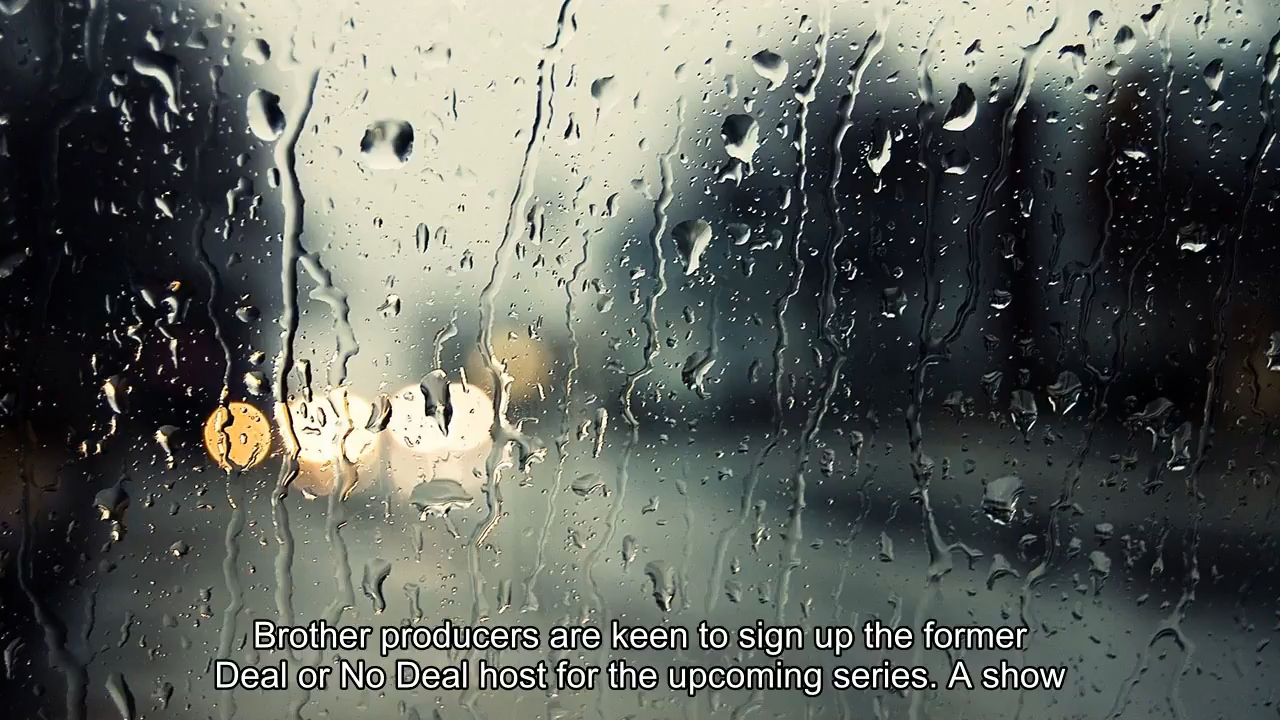 Brother producers are keen to sign up the former
Deal or No Deal host for the upcoming series. A show